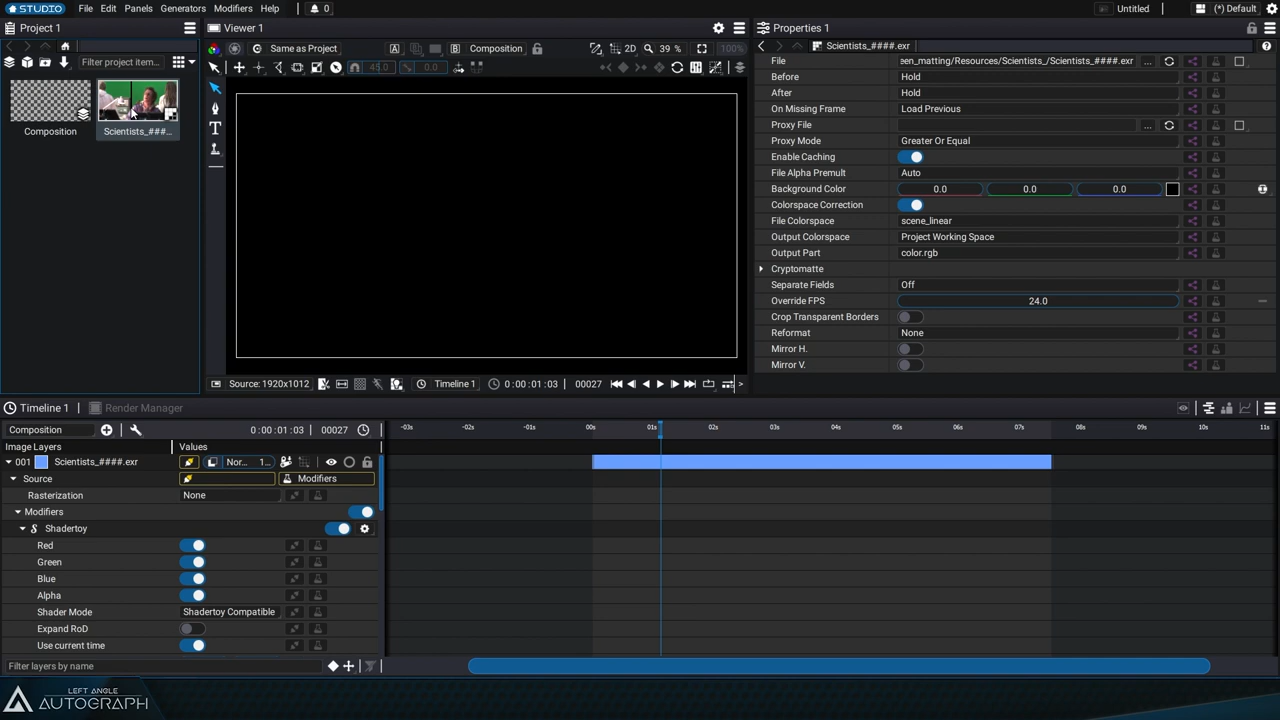 STUDIO File Edit Panels Generators Modifiers Help 0 Untitled (*) Default
Project 1
Filter project item...
Composition
Scientists_###...
Viewer 1
Same as Project A B Composition 2D 39 % 100%
45.0 0.0
Source: 1920x1012 Timeline 1 0:00:01:03 00027
Properties 1
Scientists_####.exr
File een_matting/Resources/Scientists_/Scientists_####.exr ...
Before Hold
After Hold
On Missing Frame Load Previous
Proxy File ...
Proxy Mode Greater Or Equal
Enable Caching
File Alpha Premult Auto
Background Color 0.0 0.0 0.0
Colorspace Correction
File Colorspace scene_linear
Output Colorspace Project Working Space
Output Part color.rgb
Cryptomatte
Separate Fields Off
Override FPS 24.0
Crop Transparent Borders
Reformat None
Mirror H.
Mirror V.
Timeline 1 Render Manager
Composition 0:00:01:03 00027
-03s -02s -01s 00s 01s 02s 03s 04s 05s 06s 07s 08s 09s 10s 11s
Image Layers Values
001 Scientists_####.exr Nor... 1...
Source Modifiers
Rasterization None
Modifiers
Shadertoy
Red
Green
Blue
Alpha
Shader Mode Shadertoy Compatible
Expand RoD
Use current time
Filter layers by name
LEFT ANGLE
AUTOGRAPH